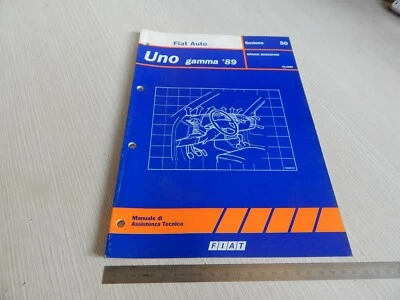 Fiat Auto
Sezione 50
Uno gamma '89
Manuale di
Assistenza Tecnica
FIAT